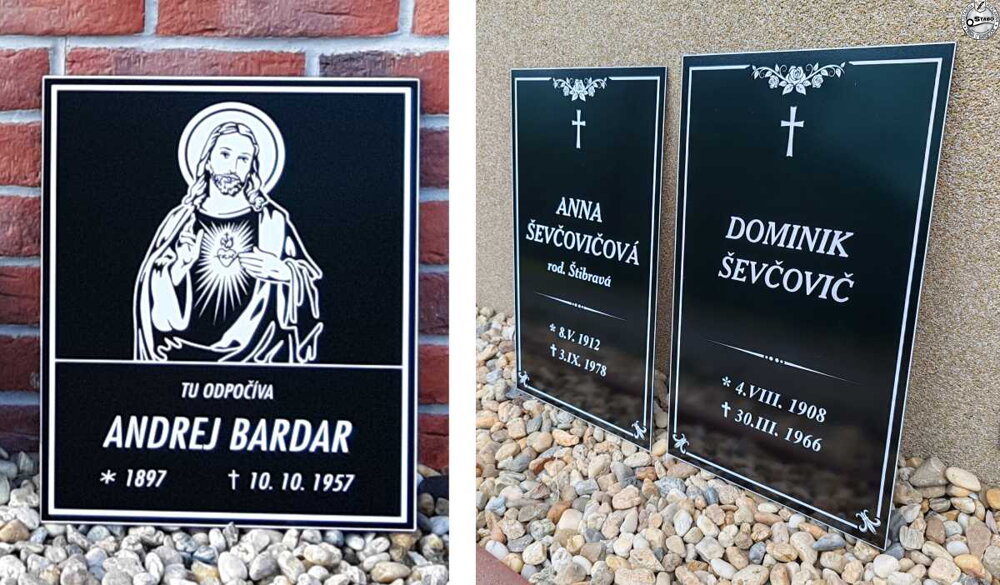 TU ODPOČÍVA
ANDREJ BARDAR
* 1897 † 10. 10. 1957
ANNA
ŠEVČOVIČOVÁ
rod. Štibravá
* 8.V. 1912
† 3.IX. 1978
DOMINIK
ŠEVČOVIČ
* 4.VIII. 1908
† 30.III. 1966
STABO